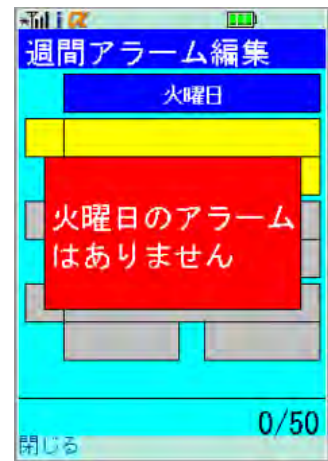 週間アラーム編集
火曜日
火曜日のアラーム
はありません
0/50
閉じる